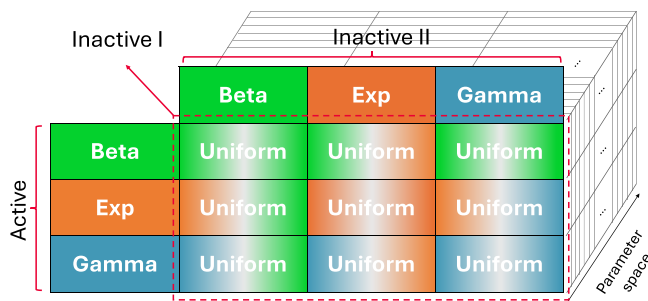 Inactive I
Inactive II
Beta Exp Gamma
Active
Beta Uniform Uniform Uniform
Exp Uniform Uniform Uniform
Gamma Uniform Uniform Uniform
...
...
...
...
Parameter
space